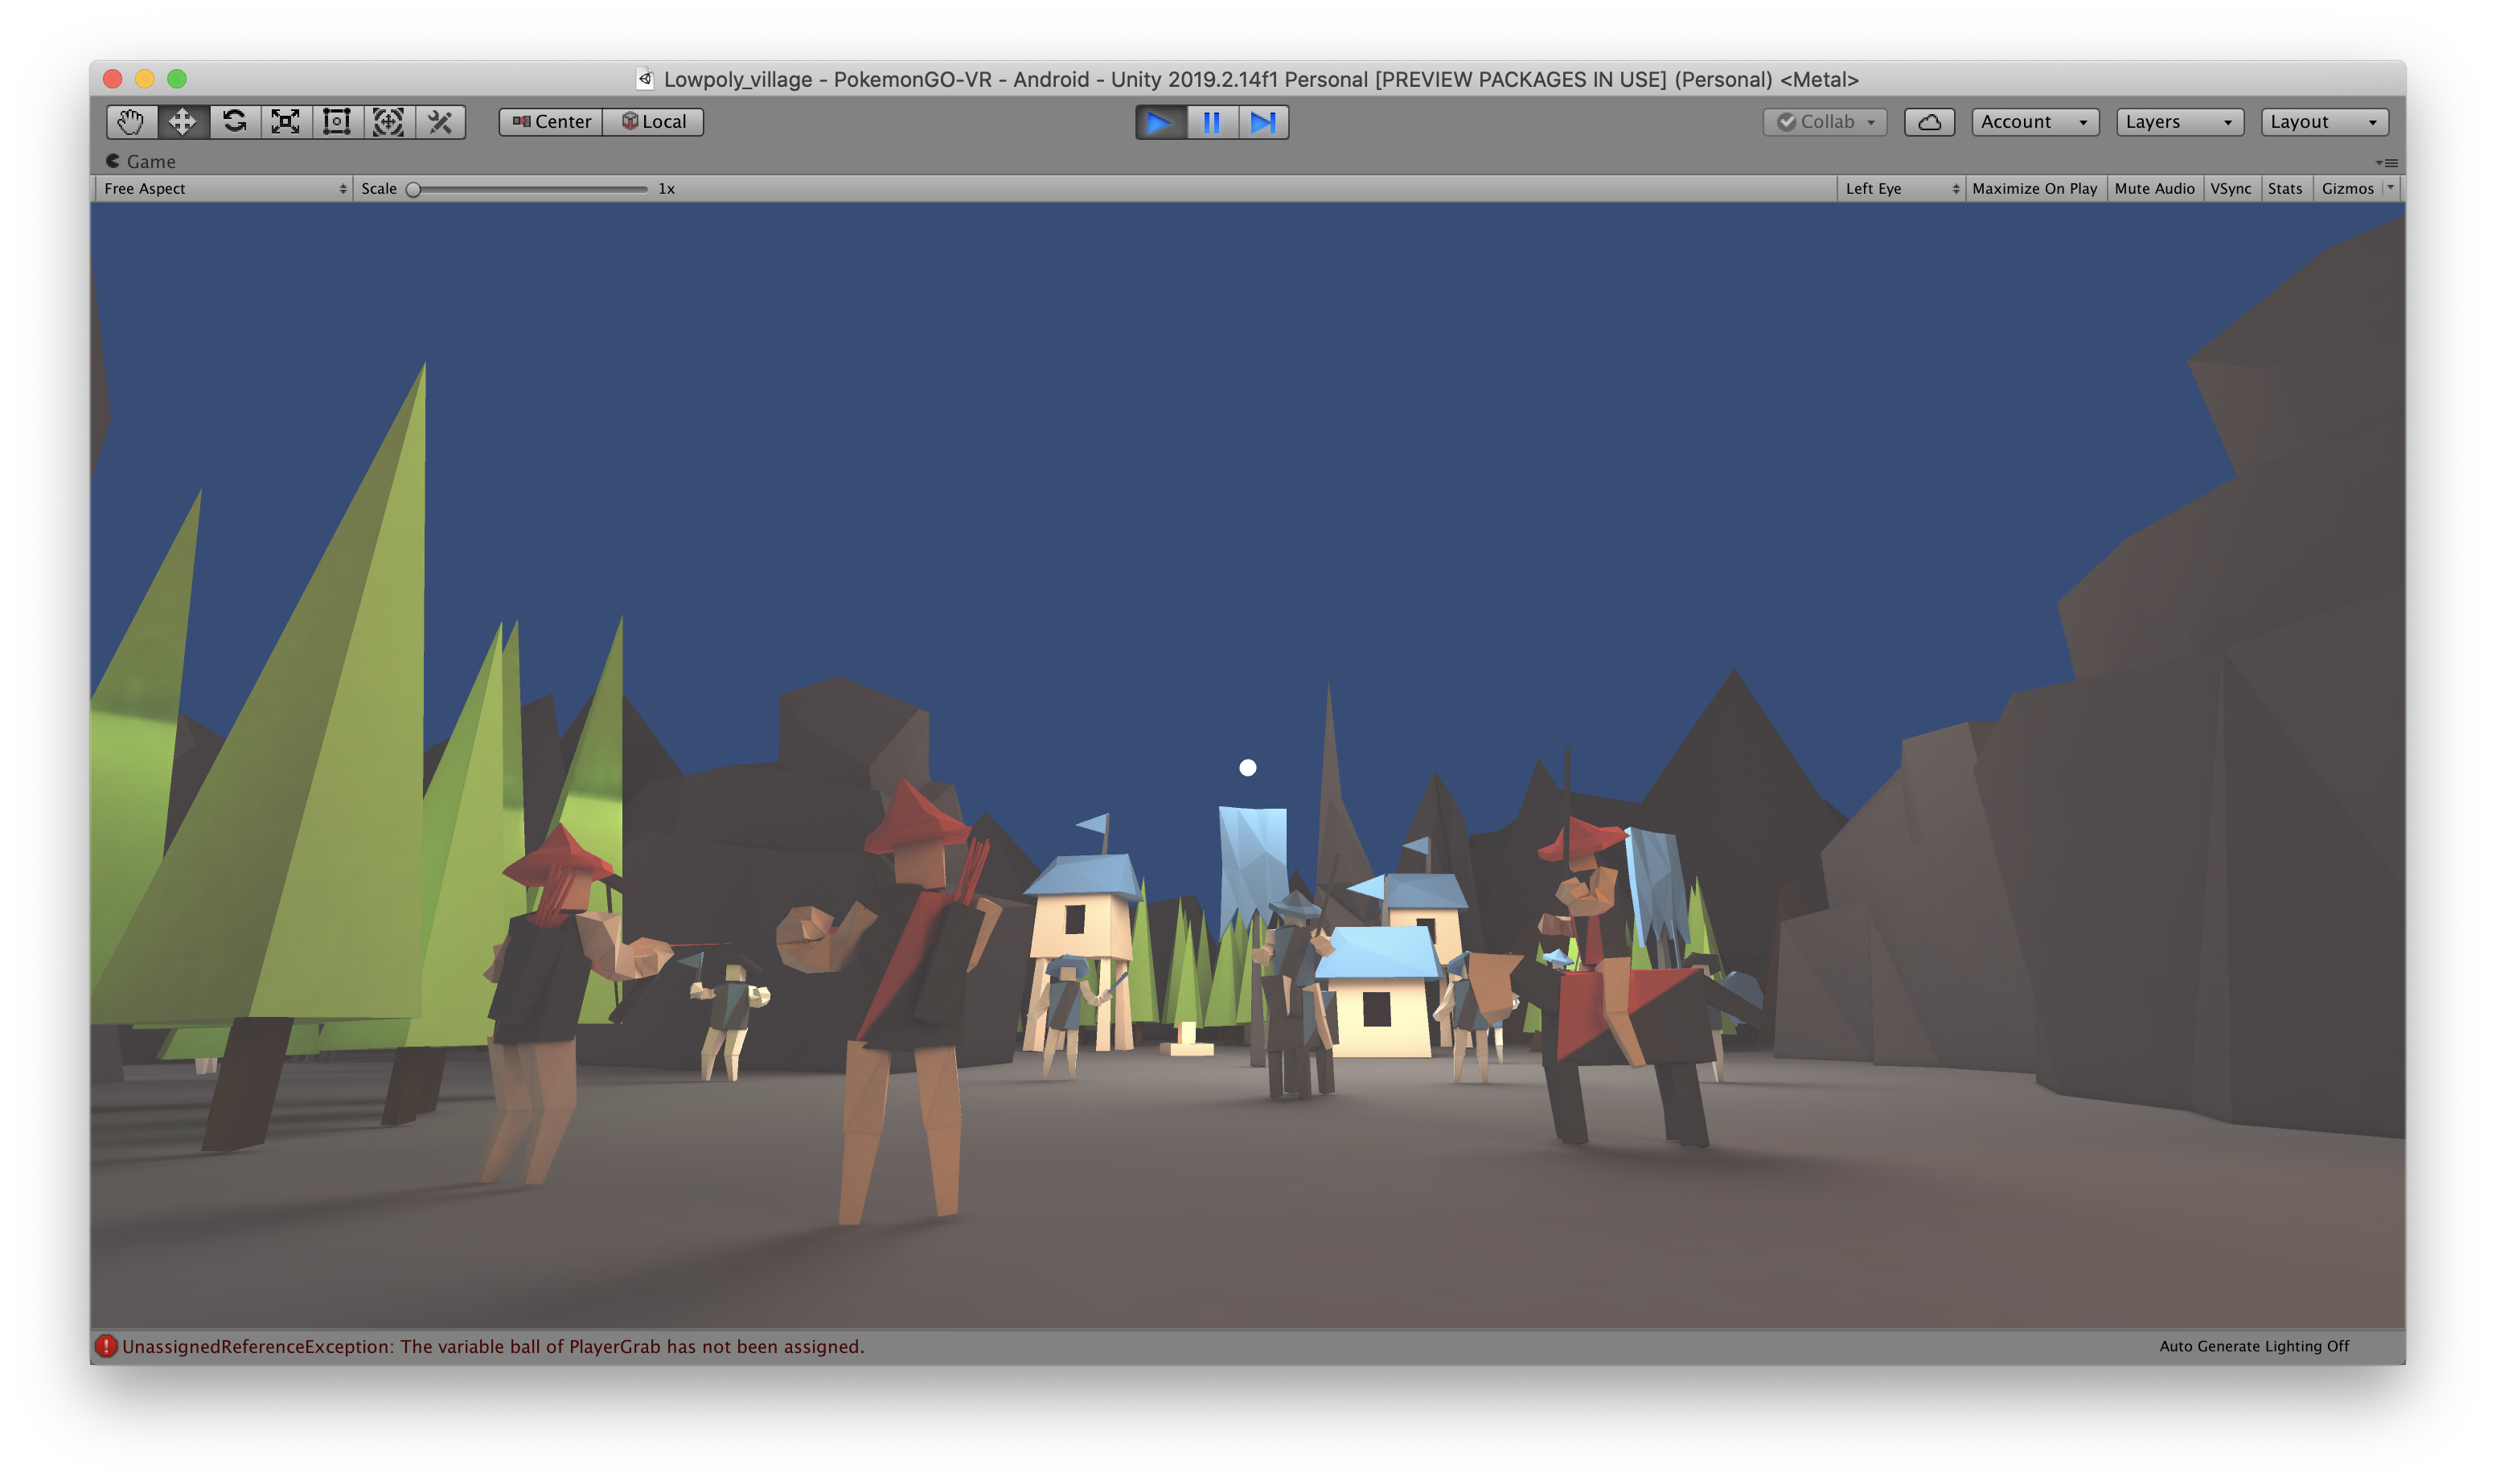 Lowpoly_village - PokemonGO-VR - Android - Unity 2019.2.14f1 Personal [PREVIEW PACKAGES IN USE] (Personal) <Metal>
Center Local Collab Account Layers Layout
Game
Free Aspect Scale 1x Left Eye Maximize On Play Mute Audio VSync Stats Gizmos
UnassignedReferenceException: The variable ball of PlayerGrab has not been assigned. Auto Generate Lighting Off